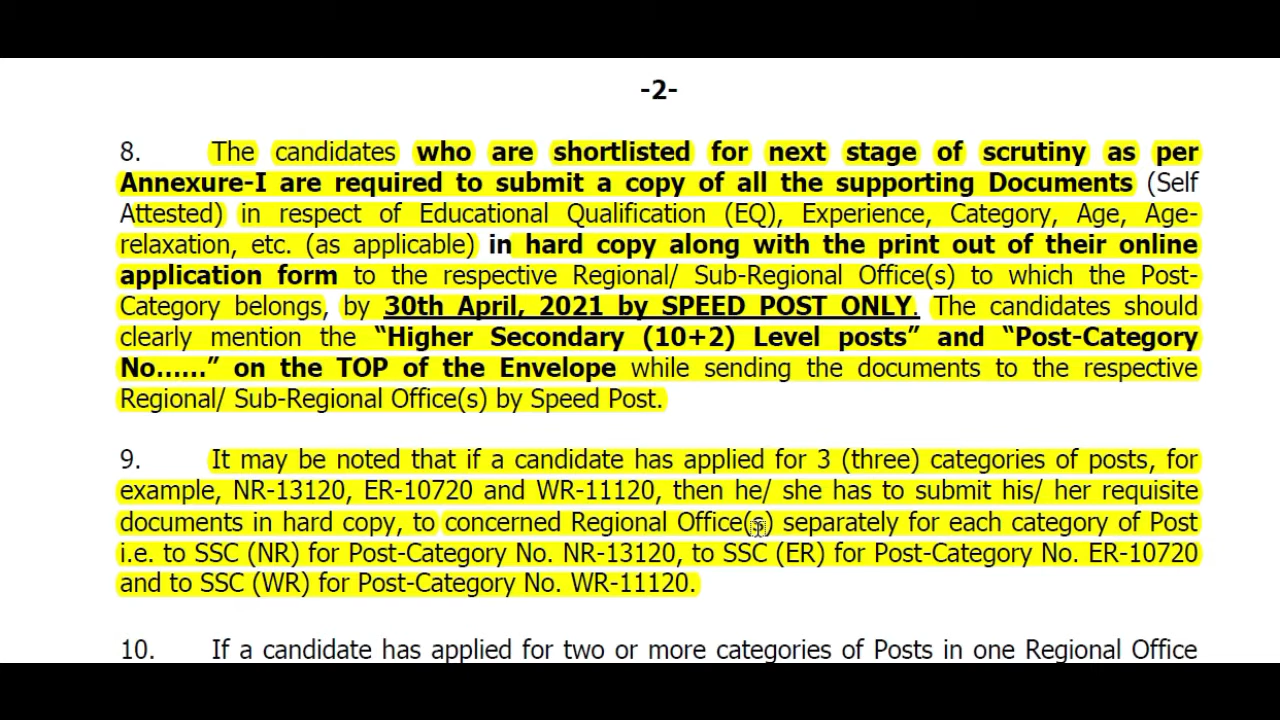 -2-
8. The candidates who are shortlisted for next stage of scrutiny as per
Annexure-I are required to submit a copy of all the supporting Documents (Self
Attested) in respect of Educational Qualification (EQ), Experience, Category, Age, Age-
relaxation, etc. (as applicable) in hard copy along with the print out of their online
application form to the respective Regional/ Sub-Regional Office(s) to which the Post-
Category belongs, by 30th April, 2021 by SPEED POST ONLY. The candidates should
clearly mention the “Higher Secondary (10+2) Level posts” and “Post-Category
No......” on the TOP of the Envelope while sending the documents to the respective
Regional/ Sub-Regional Office(s) by Speed Post.
9. It may be noted that if a candidate has applied for 3 (three) categories of posts, for
example, NR-13120, ER-10720 and WR-11120, then he/ she has to submit his/ her requisite
documents in hard copy, to concerned Regional Office(s) separately for each category of Post
i.e. to SSC (NR) for Post-Category No. NR-13120, to SSC (ER) for Post-Category No. ER-10720
and to SSC (WR) for Post-Category No. WR-11120.
10. If a candidate has applied for two or more categories of Posts in one Regional Office